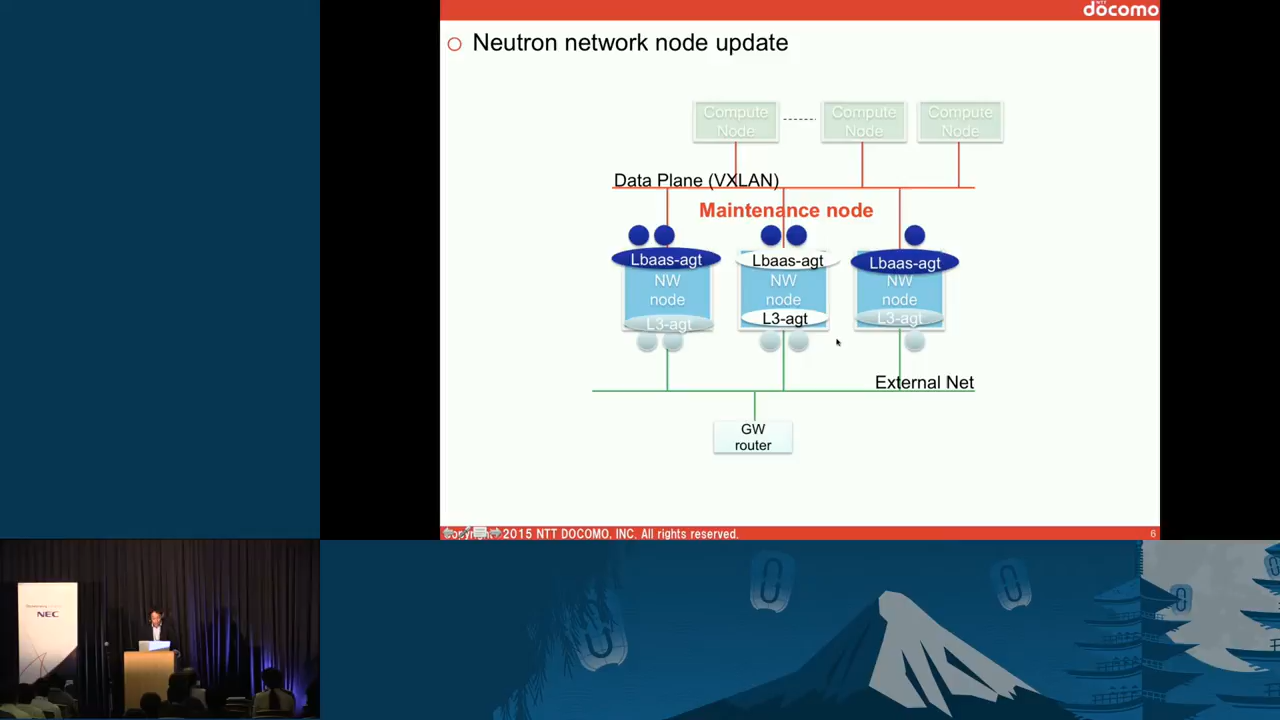 NTT
docomo
Neutron network node update
Compute
Node
Compute
Node
Compute
Node
Data Plane (VXLAN)
Maintenance node
Lbaas-agt
NW
node
L3-agt
Lbaas-agt
NW
node
L3-agt
Lbaas-agt
NW
node
L3-agt
External Net
GW
router
2015 NTT DOCOMO, INC. All rights reserved.
6
NEC